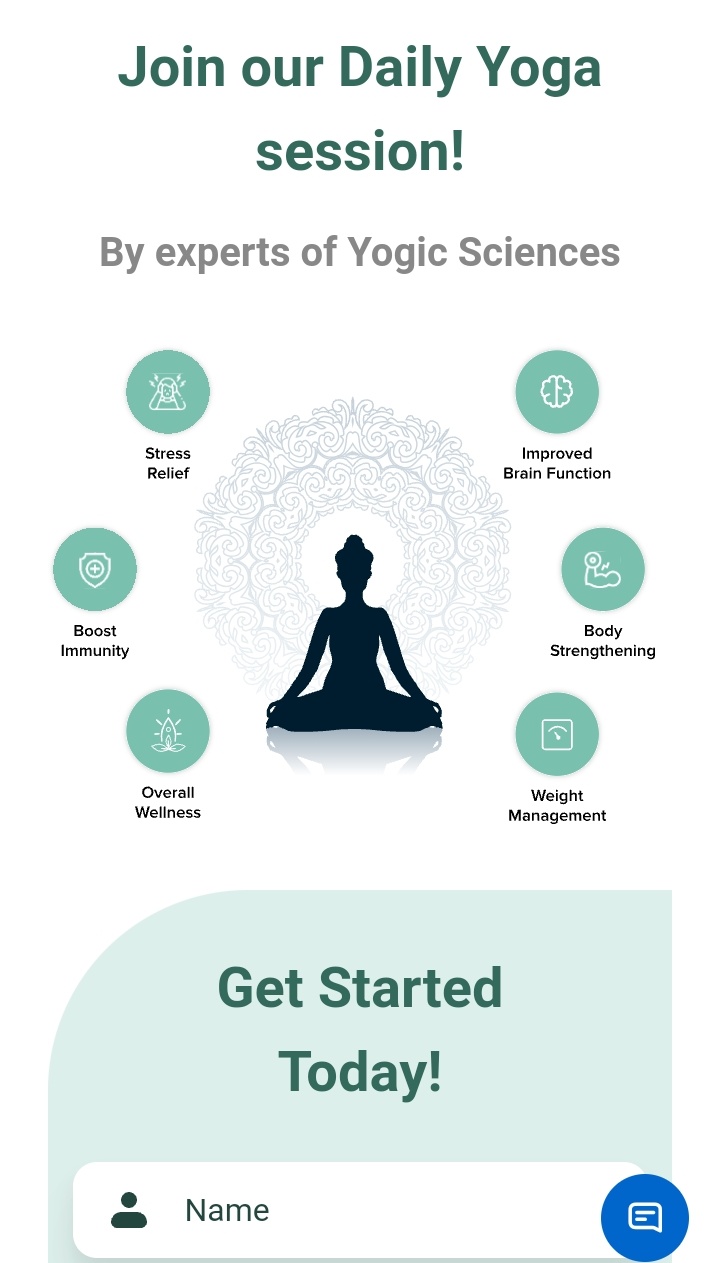 Join our Daily Yoga
session!
By experts of Yogic Sciences
Stress
Relief
Improved
Brain Function
Boost
Immunity
Body
Strengthening
Overall
Wellness
Weight
Management
Get Started
Today!
Name